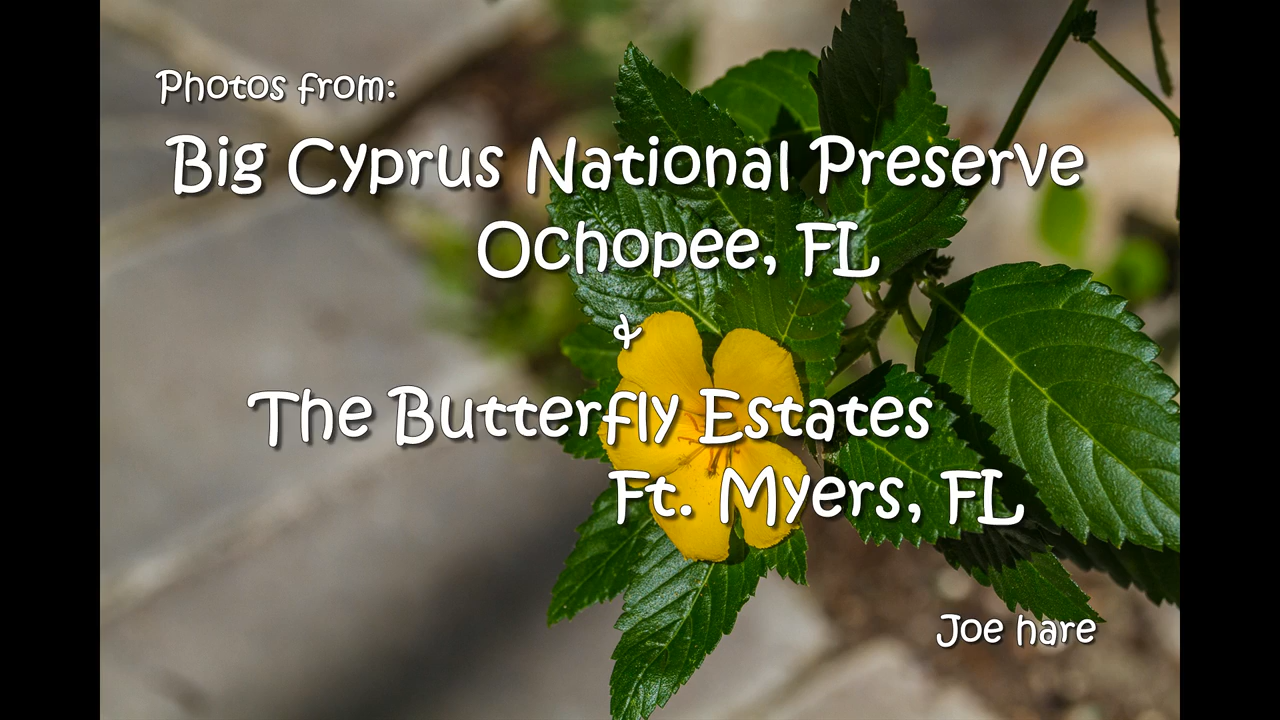 Photos from:
Big Cyprus National Preserve
Ochopee, FL
&
The Butterfly Estates
Ft. Myers, FL
Joe hare